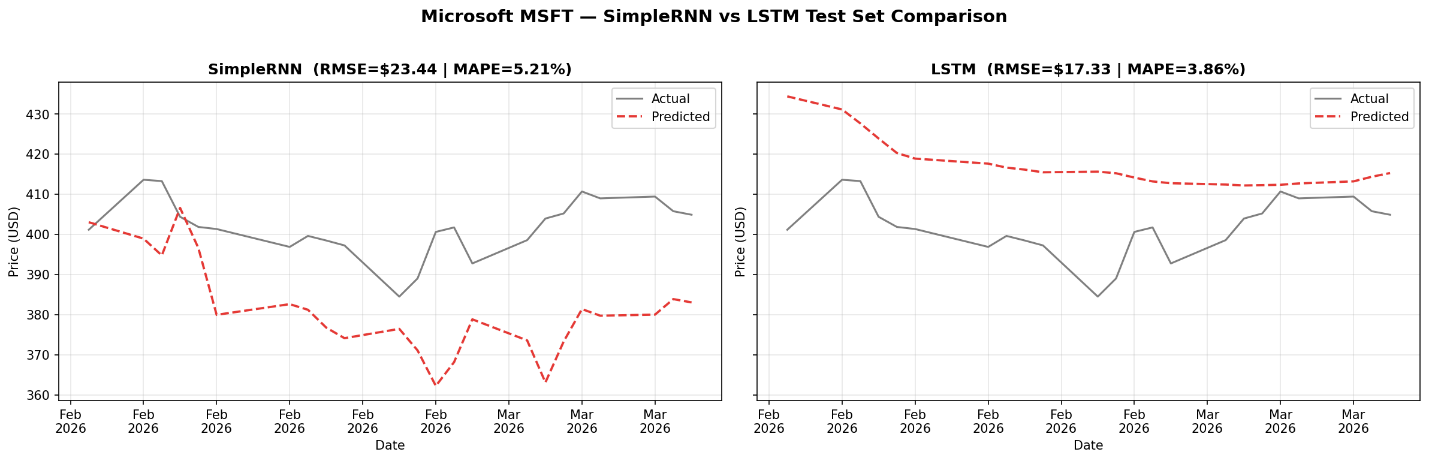 Microsoft MSFT — SimpleRNN vs LSTM Test Set Comparison
SimpleRNN (RMSE=$23.44 | MAPE=5.21%)
Actual
Predicted
Price (USD)
430
420
410
400
390
380
370
360
Feb Feb Feb Feb Feb Feb Mar Mar Mar
2026 2026 2026 2026 2026 2026 2026 2026 2026
Date
LSTM (RMSE=$17.33 | MAPE=3.86%)
Actual
Predicted
Price (USD)
Feb Feb Feb Feb Feb Feb Mar Mar Mar
2026 2026 2026 2026 2026 2026 2026 2026 2026
Date